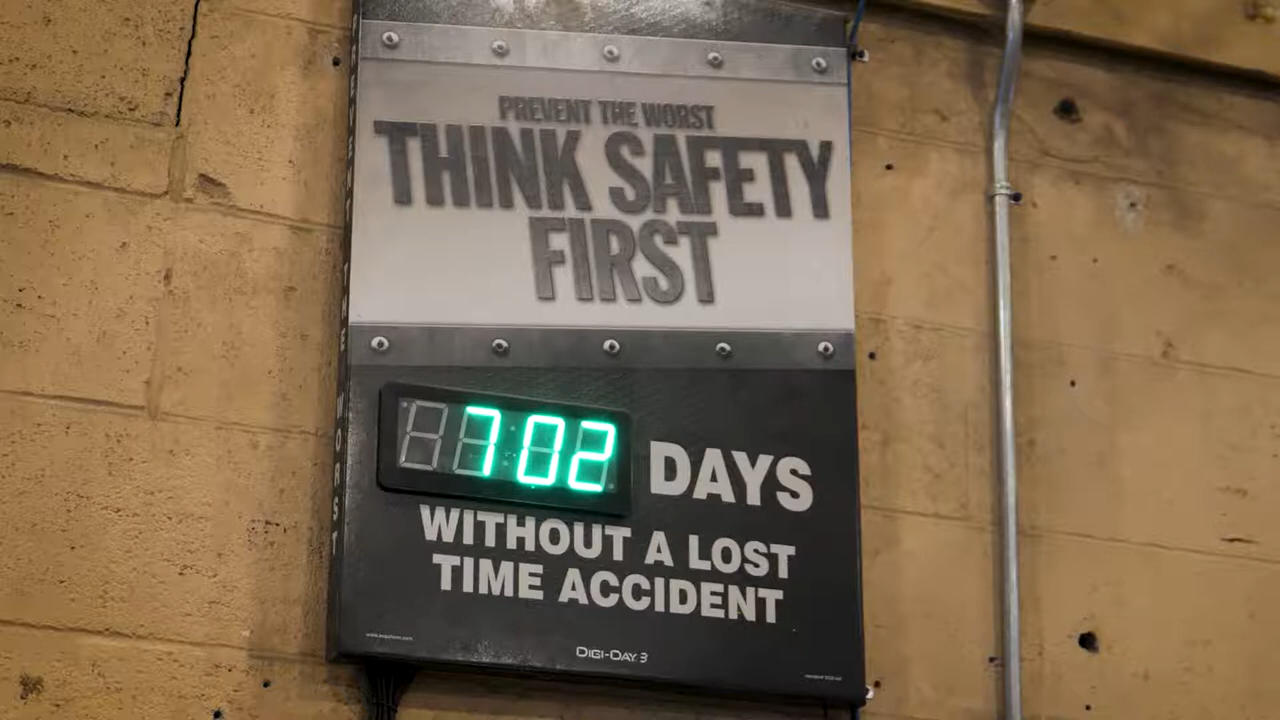 PREVENT THE WORST
THINK SAFETY
FIRST
702 DAYS
WITHOUT A LOST
TIME ACCIDENT
DIGI-DAY 3